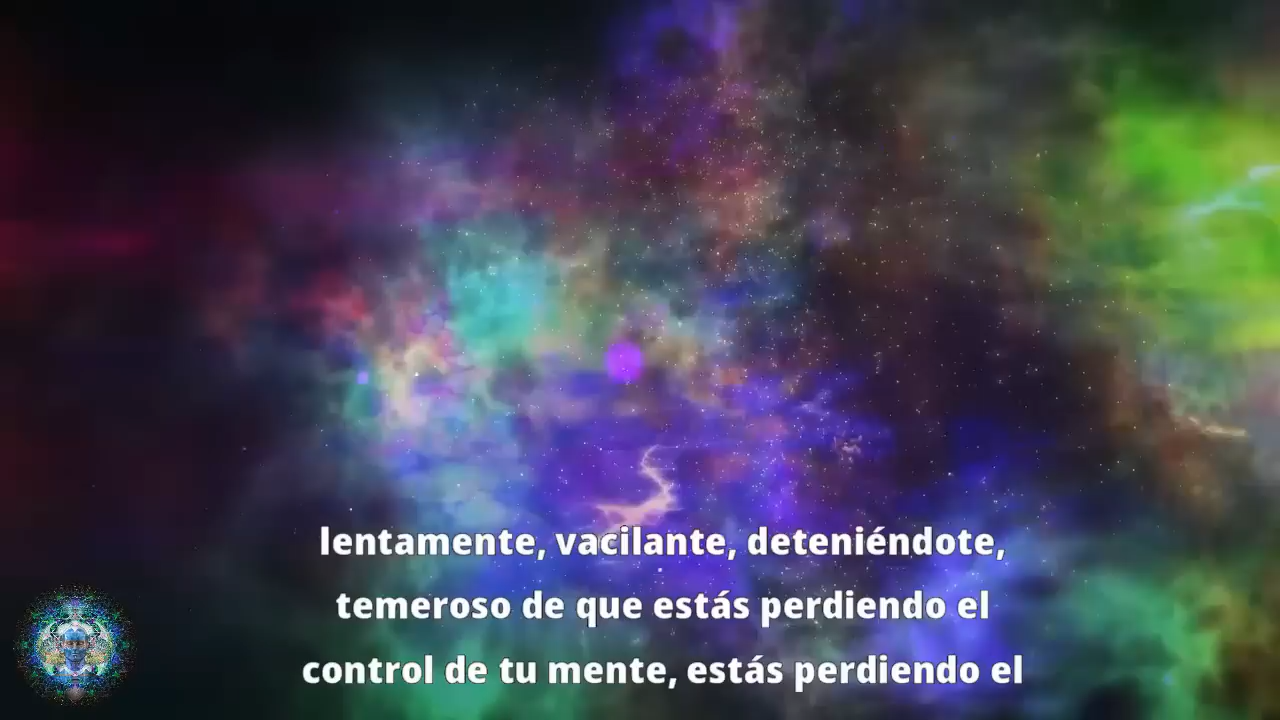 lentamente, vacilante, deteniéndote,
temeroso de que estás perdiendo el
control de tu mente, estás perdiendo el